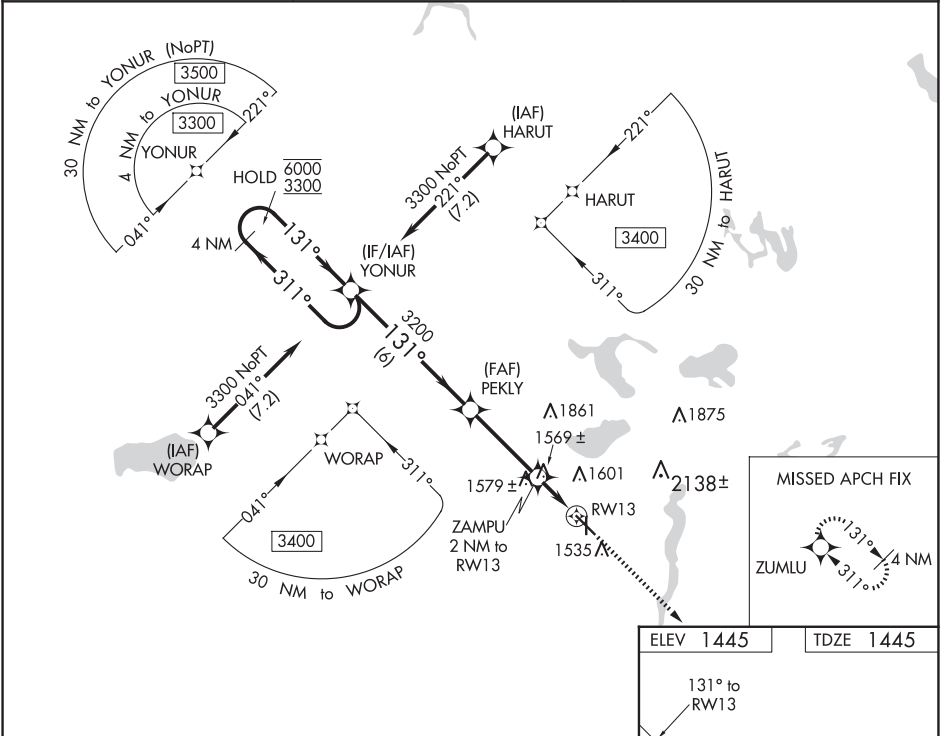 30 NM to YONUR (NoPT)
3500
221°
4 NM to YONUR
3300
YONUR
041°
HOLD
6000
3300
4 NM
131°
311°
(IF/IAF)
YONUR
(IAF)
HARUT
3300 NoPT
221°
(7.2)
221°
HARUT
3400
30 NM to HARUT
311°
3200
131°
(6)
(FAF)
PEKLY
3300 NoPT
041°
(7.2)
(IAF)
WORAP
WORAP
311°
041°
3400
30 NM to WORAP
1861
1875
1569 ±
1579 ±
1601
2138±
ZAMPU
2 NM to
RW13
RW13
1535
MISSED APCH FIX
131°
4 NM
ZUMLU
311°
ELEV 1445
TDZE 1445
131° to
RW13